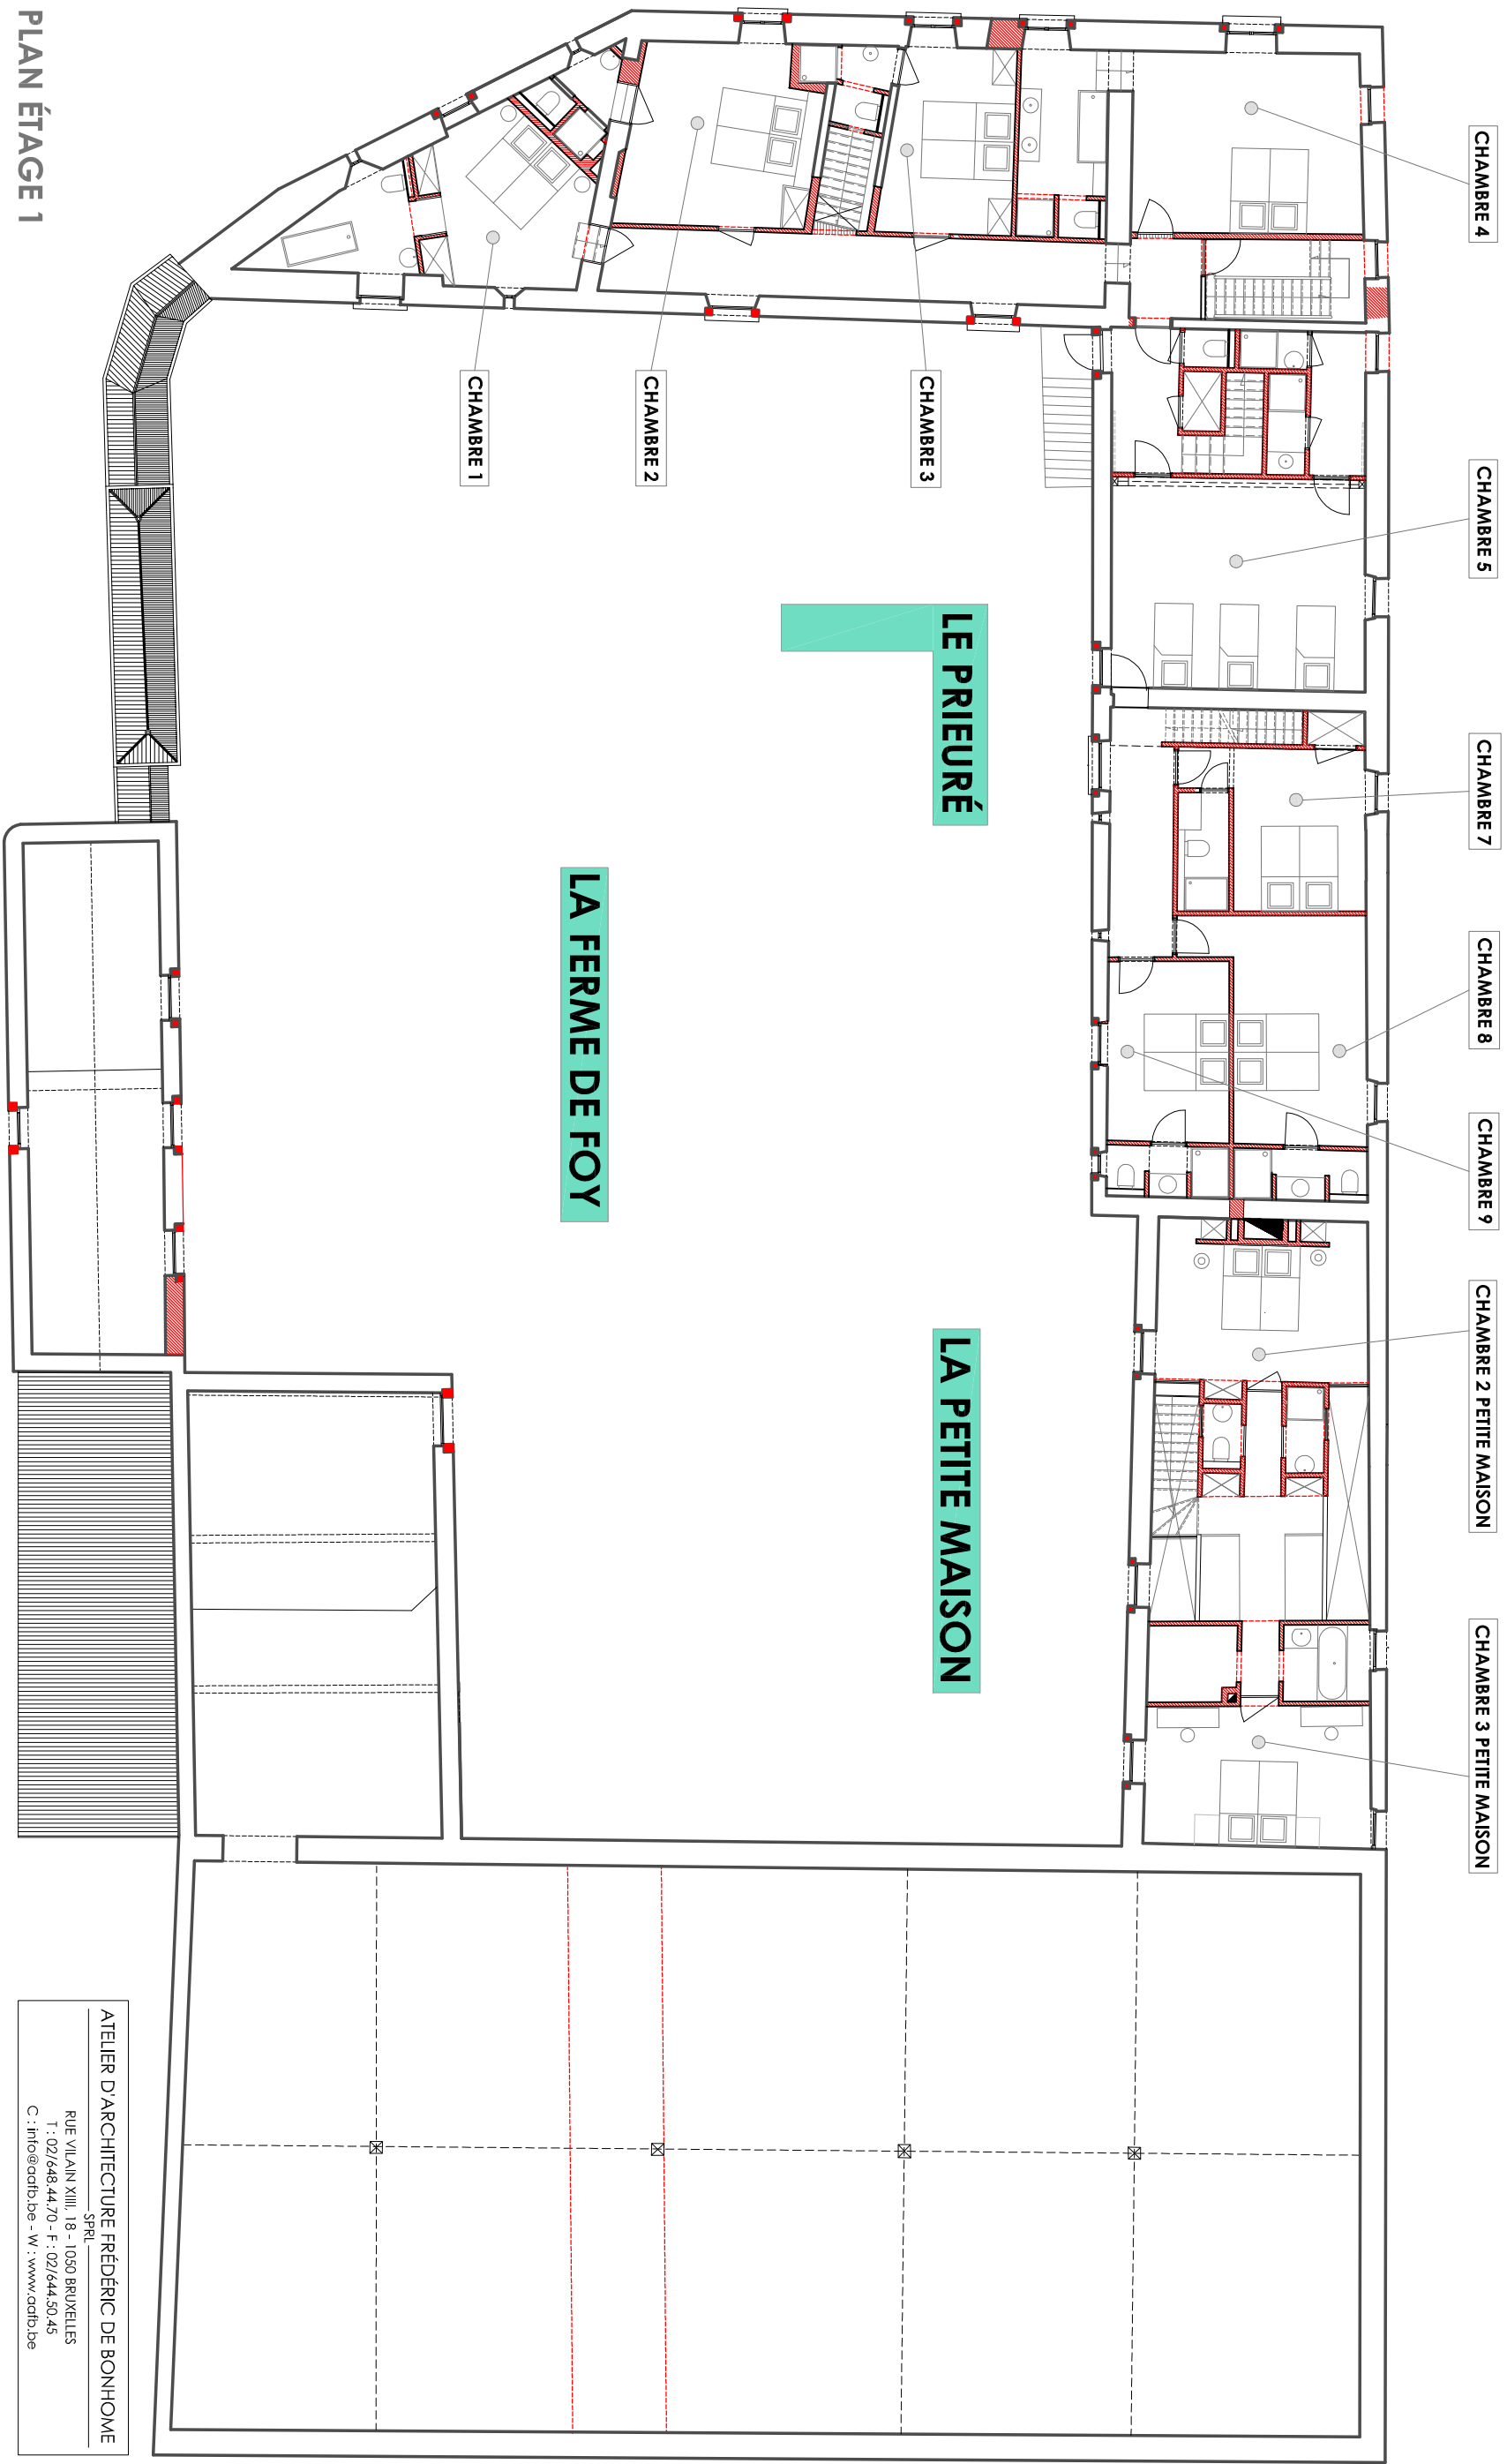 CHAMBRE 4
CHAMBRE 5
CHAMBRE 7
CHAMBRE 8
CHAMBRE 9
CHAMBRE 2 PETITE MAISON
CHAMBRE 3 PETITE MAISON
CHAMBRE 3
CHAMBRE 2
CHAMBRE 1
LE PRIEURÉ
LA FERME DE FOY
LA PETITE MAISON
PLAN ÉTAGE 1
ATELIER D'ARCHITECTURE FRÉDÉRIC DE BONHOME
SPRL
RUE VILAIN XIIII, 18 - 1050 BRUXELLES
T : 02/648.44.70 - F : 02/644.50.45
C : info@aafb.be - W : www.aafb.be